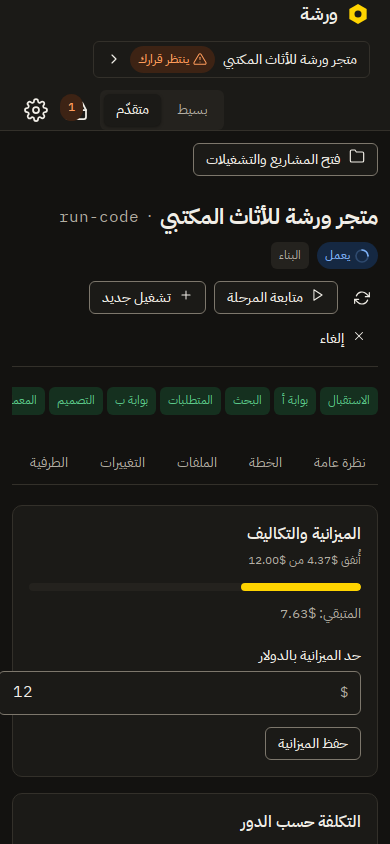 ورشة
متجر ورشة للأثاث المكتبي ينتظر قرارك
بسيط متقدّم 1
فتح المشاريع والتشغيلات
متجر ورشة للأثاث المكتبي · run-code
يعمل البناء
متابعة المرحلة تشغيل جديد
إلغاء
الاستقبال بوابة أ البحث المتطلبات بوابة ب التصميم المعم
نظرة عامة الخطة الملفات التغييرات الطرفية
الميزانية والتكاليف
أُنفق $4.37 من $12.00
المتبقي: $7.63
حد الميزانية بالدولار
$ 12
حفظ الميزانية
التكلفة حسب الدور